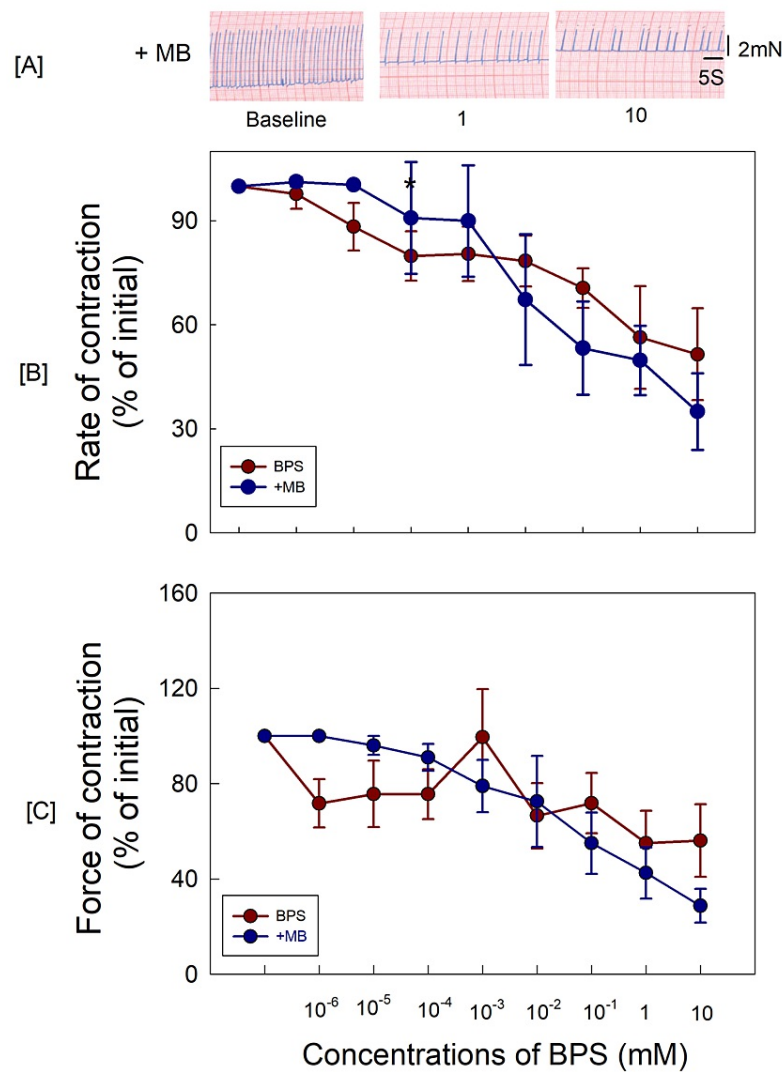 [A]
+ MB
2mN
5S
Baseline
1
10
[B]
Rate of contraction
(% of initial)
90
60
30
0
*
BPS
+MB
[C]
Force of contraction
(% of initial)
160
120
80
40
0
BPS
+MB
10⁻⁶ 10⁻⁵ 10⁻⁴ 10⁻³ 10⁻² 10⁻¹ 1 10
Concentrations of BPS (mM)